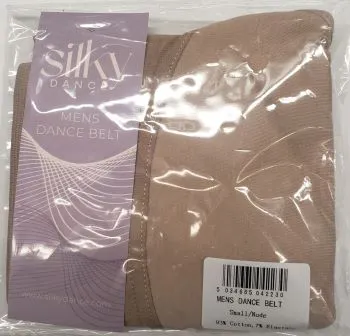 silky
DANCE
MENS
DANCE BELT
www.silkydance.com
5 034665 042230
MENS DANCE BELT
Small/Nude
93% Cotton, 7% Elastane